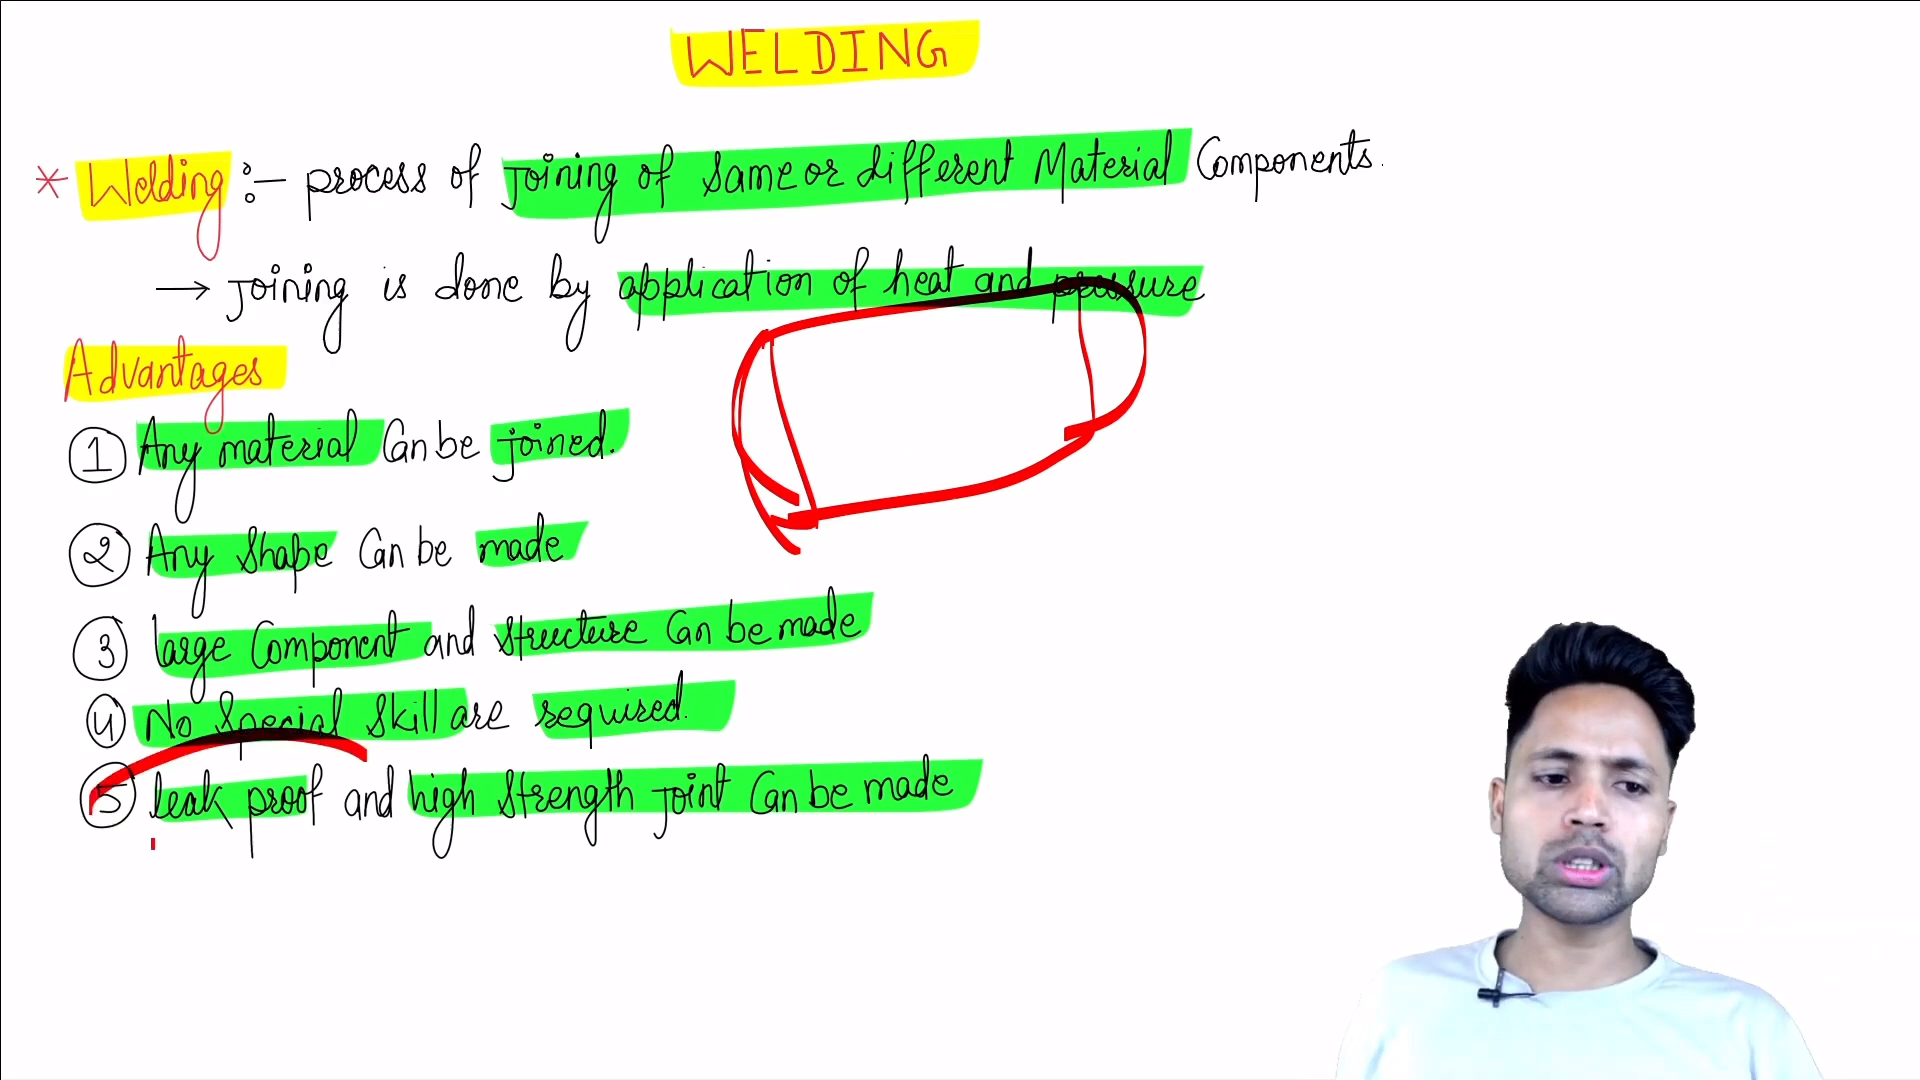 WELDING
* Welding :- process of joining of same or different Material Components.
→ joining is done by application of heat and pressure
Advantages
① Any material Can be joined.
② Any shape Can be made
③ large Component and structure Can be made
④ No special skill are required.
⑤ leak proof and high strength joint Can be made